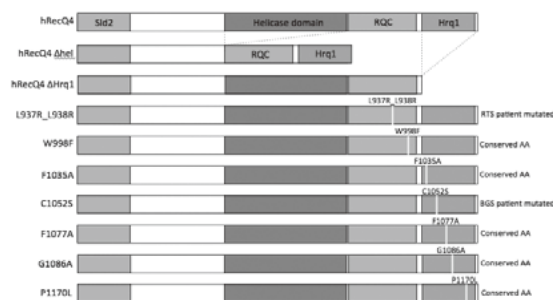 hRecQ4 Sld2 Helicase domain RQC Hrq1
hRecQ4 Δhel RQC Hrq1
hRecQ4 ΔHrq1
L937R_L938R
L937R_L938R RTS patient mutated
W998F
W998F Conserved AA
F1035A
F1035A Conserved AA
C1052S
C1052S BGS patient mutated
F1077A
F1077A Conserved AA
G1086A
G1086A Conserved AA
P1170L
P1170L Conserved AA